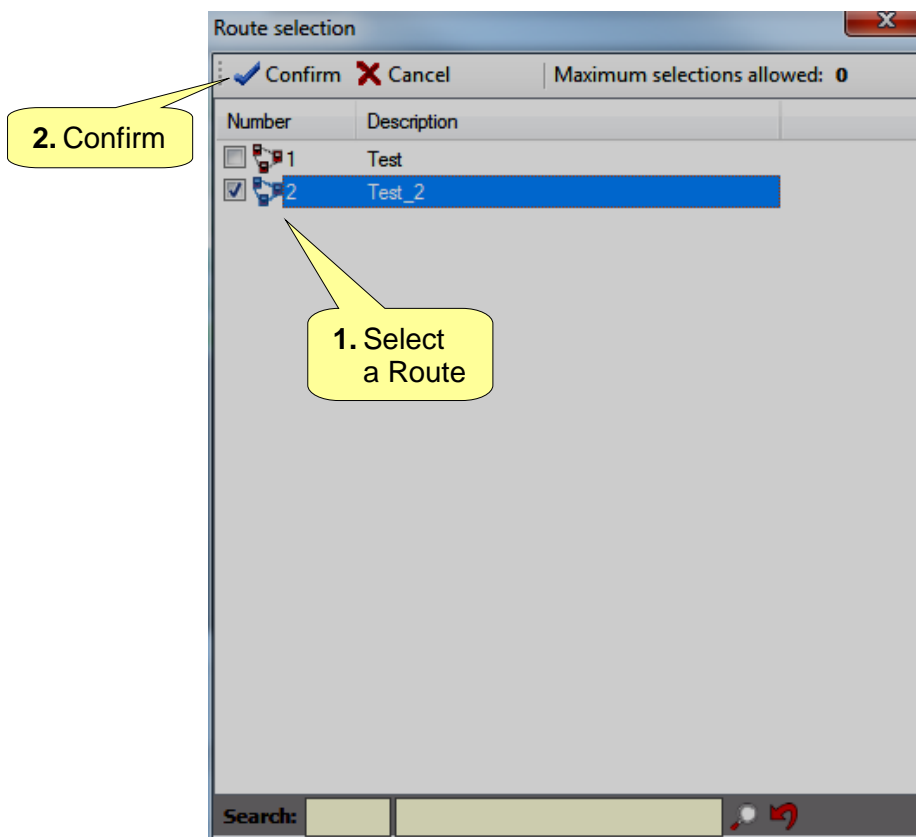 Route selection
Confirm Cancel Maximum selections allowed: 0
2. Confirm
Number Description
1 Test
2 Test_2
1. Select
a Route
Search: